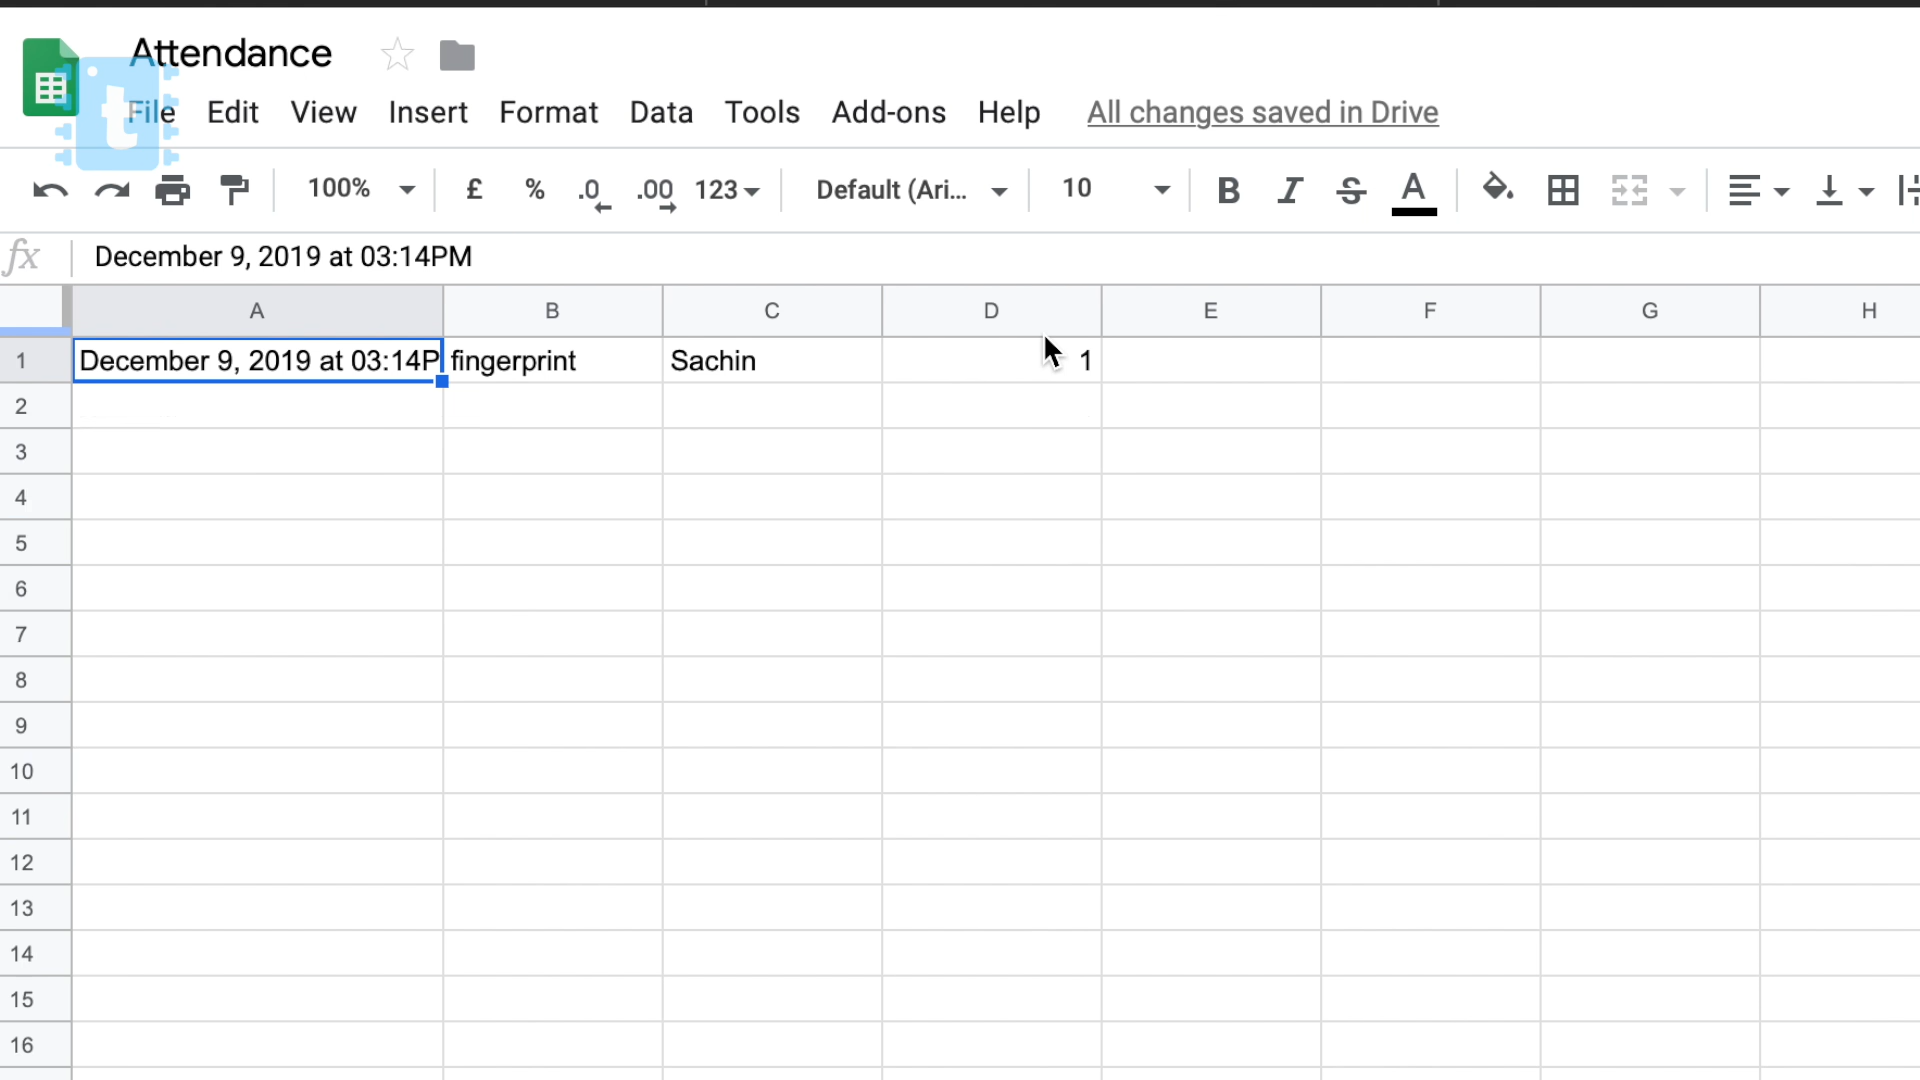 Attendance
File Edit View Insert Format Data Tools Add-ons Help All changes saved in Drive
100% £ % .0 .00 123 Default (Ari... 10 B I S A
fx December 9, 2019 at 03:14PM
A B C D E F G H
1 December 9, 2019 at 03:14P fingerprint Sachin 1
2
3
4
5
6
7
8
9
10
11
12
13
14
15
16
t